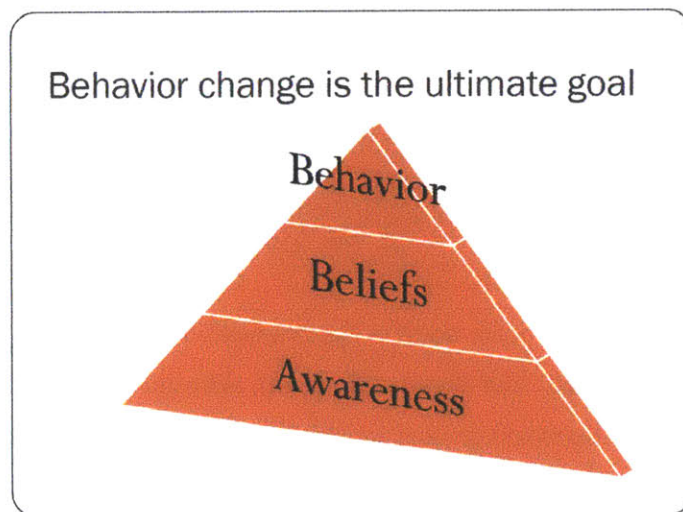 Behavior change is the ultimate goal
Behavior
Beliefs
Awareness